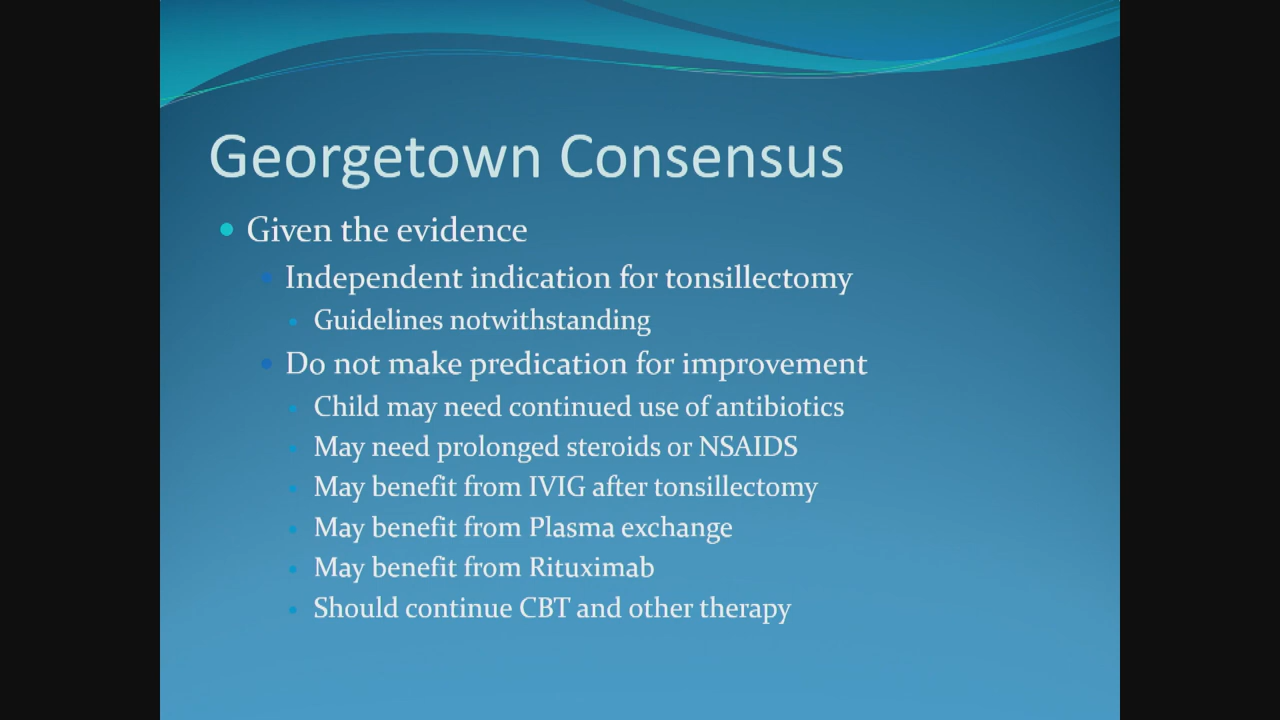 Georgetown Consensus
Given the evidence
Independent indication for tonsillectomy
Guidelines notwithstanding
Do not make predication for improvement
Child may need continued use of antibiotics
May need prolonged steroids or NSAIDS
May benefit from IVIG after tonsillectomy
May benefit from Plasma exchange
May benefit from Rituximab
Should continue CBT and other therapy